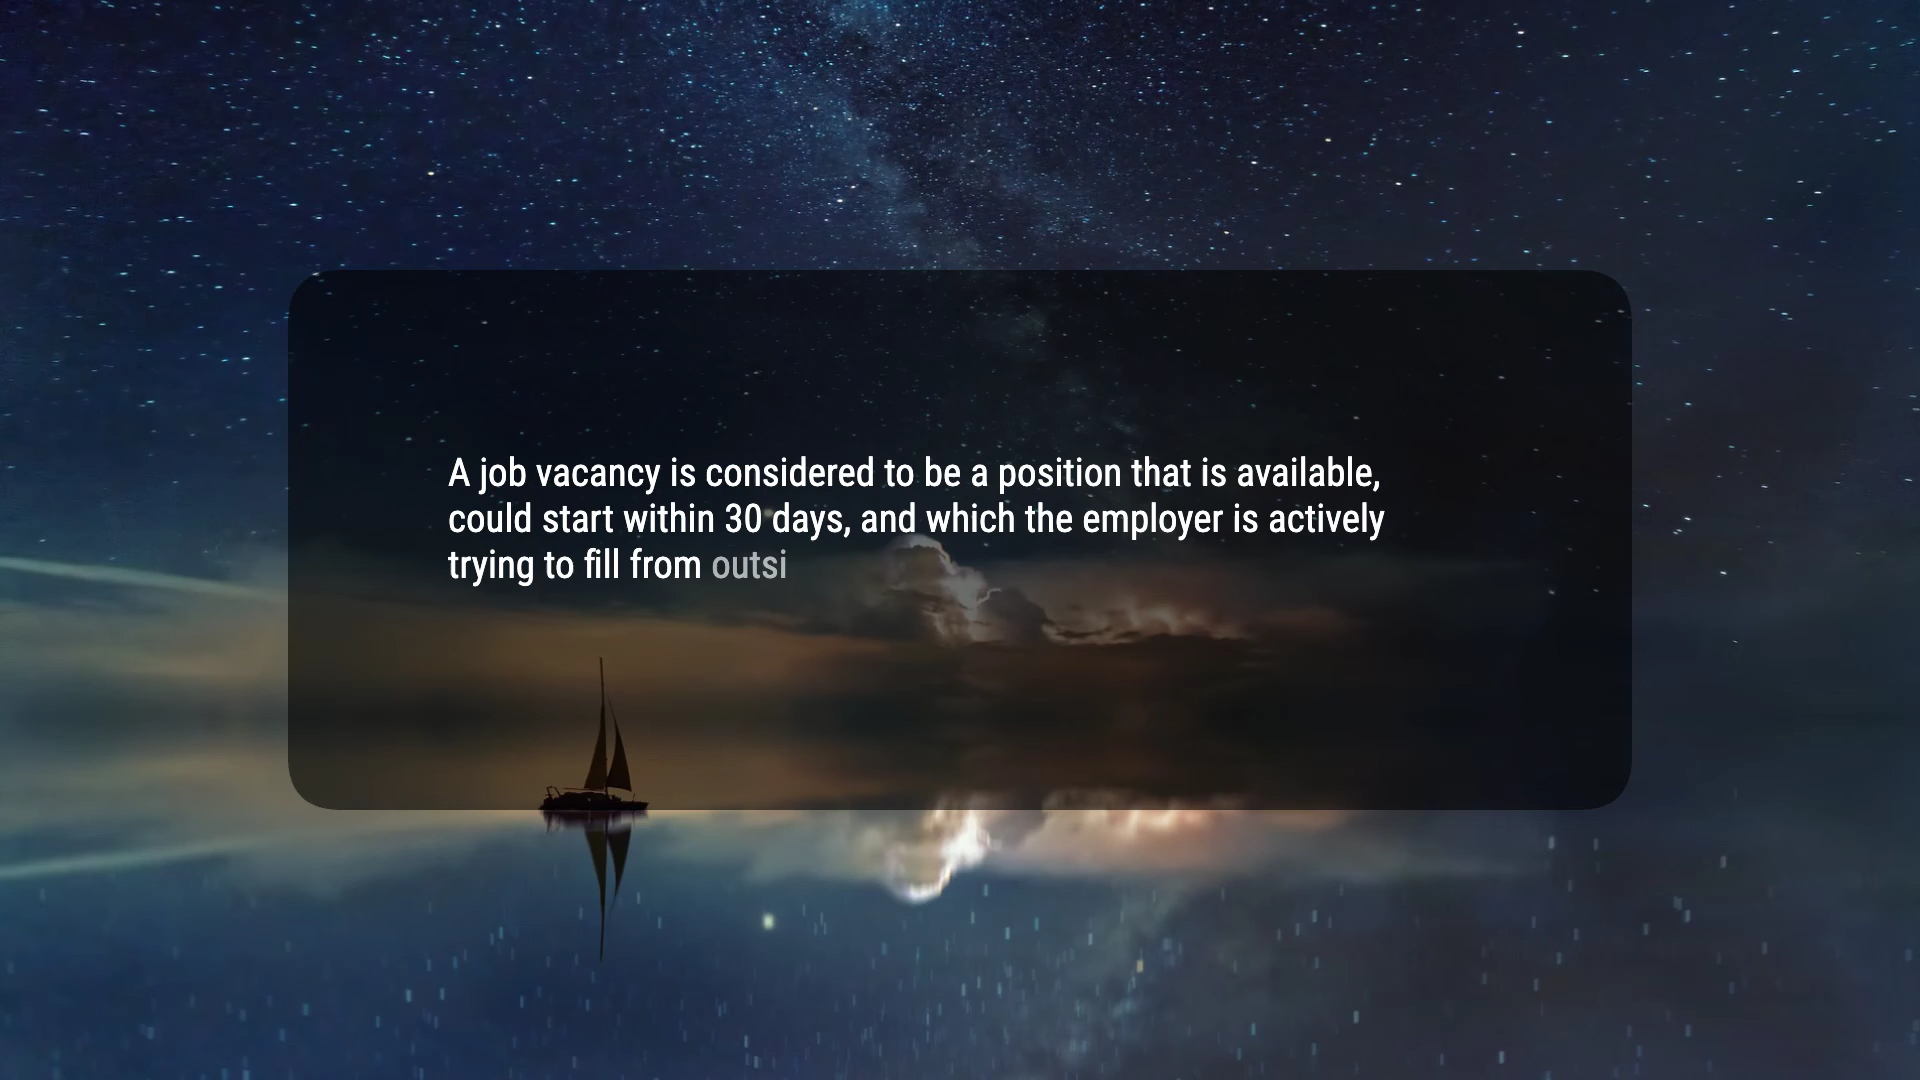 A job vacancy is considered to be a position that is available,
could start within 30 days, and which the employer is actively
trying to fill from outsi